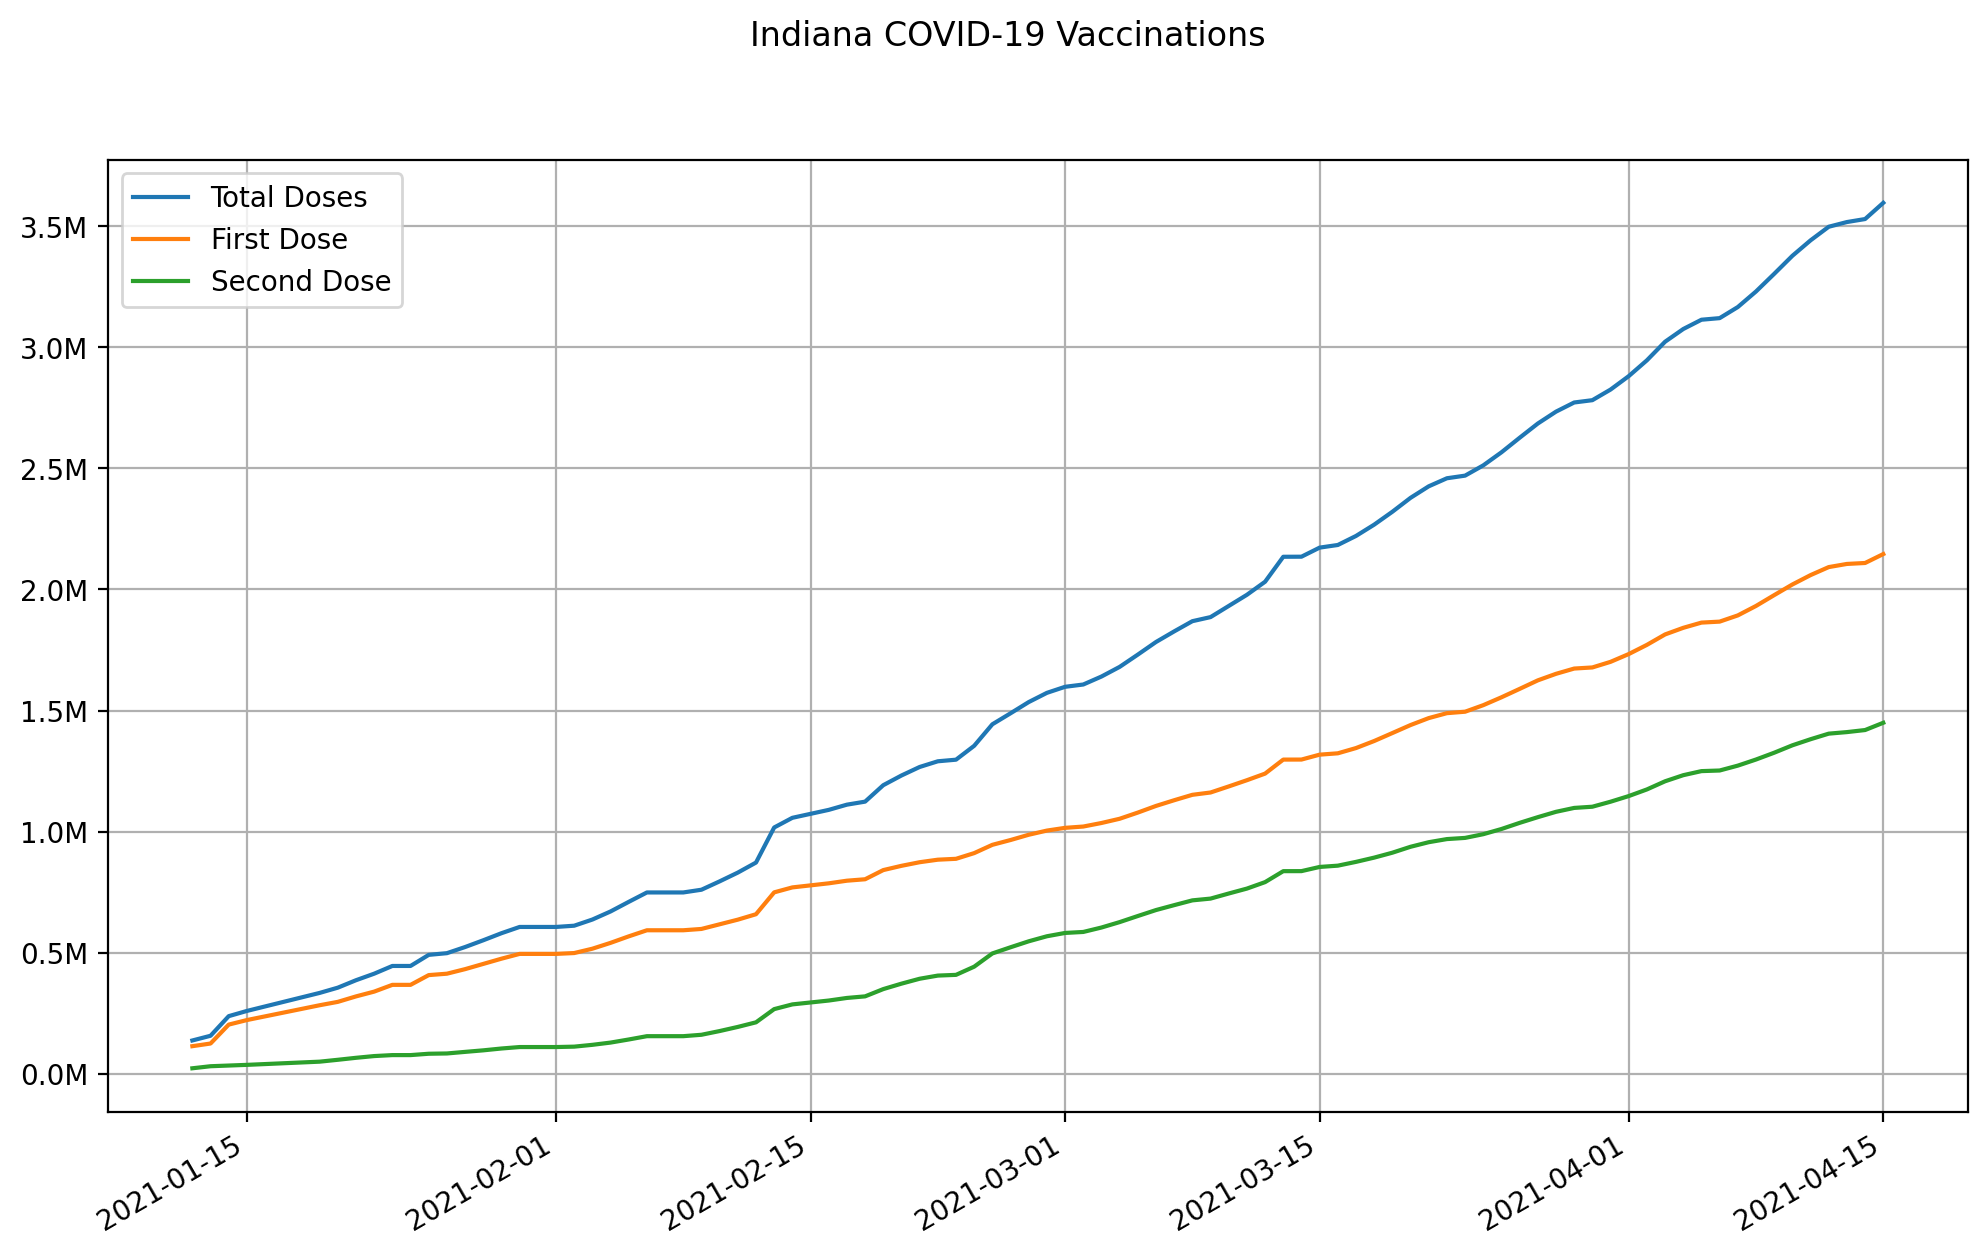 Indiana COVID-19 Vaccinations
Total Doses
First Dose
Second Dose
3.5M
3.0M
2.5M
2.0M
1.5M
1.0M
0.5M
0.0M
2021-01-15
2021-02-01
2021-02-15
2021-03-01
2021-03-15
2021-04-01
2021-04-15